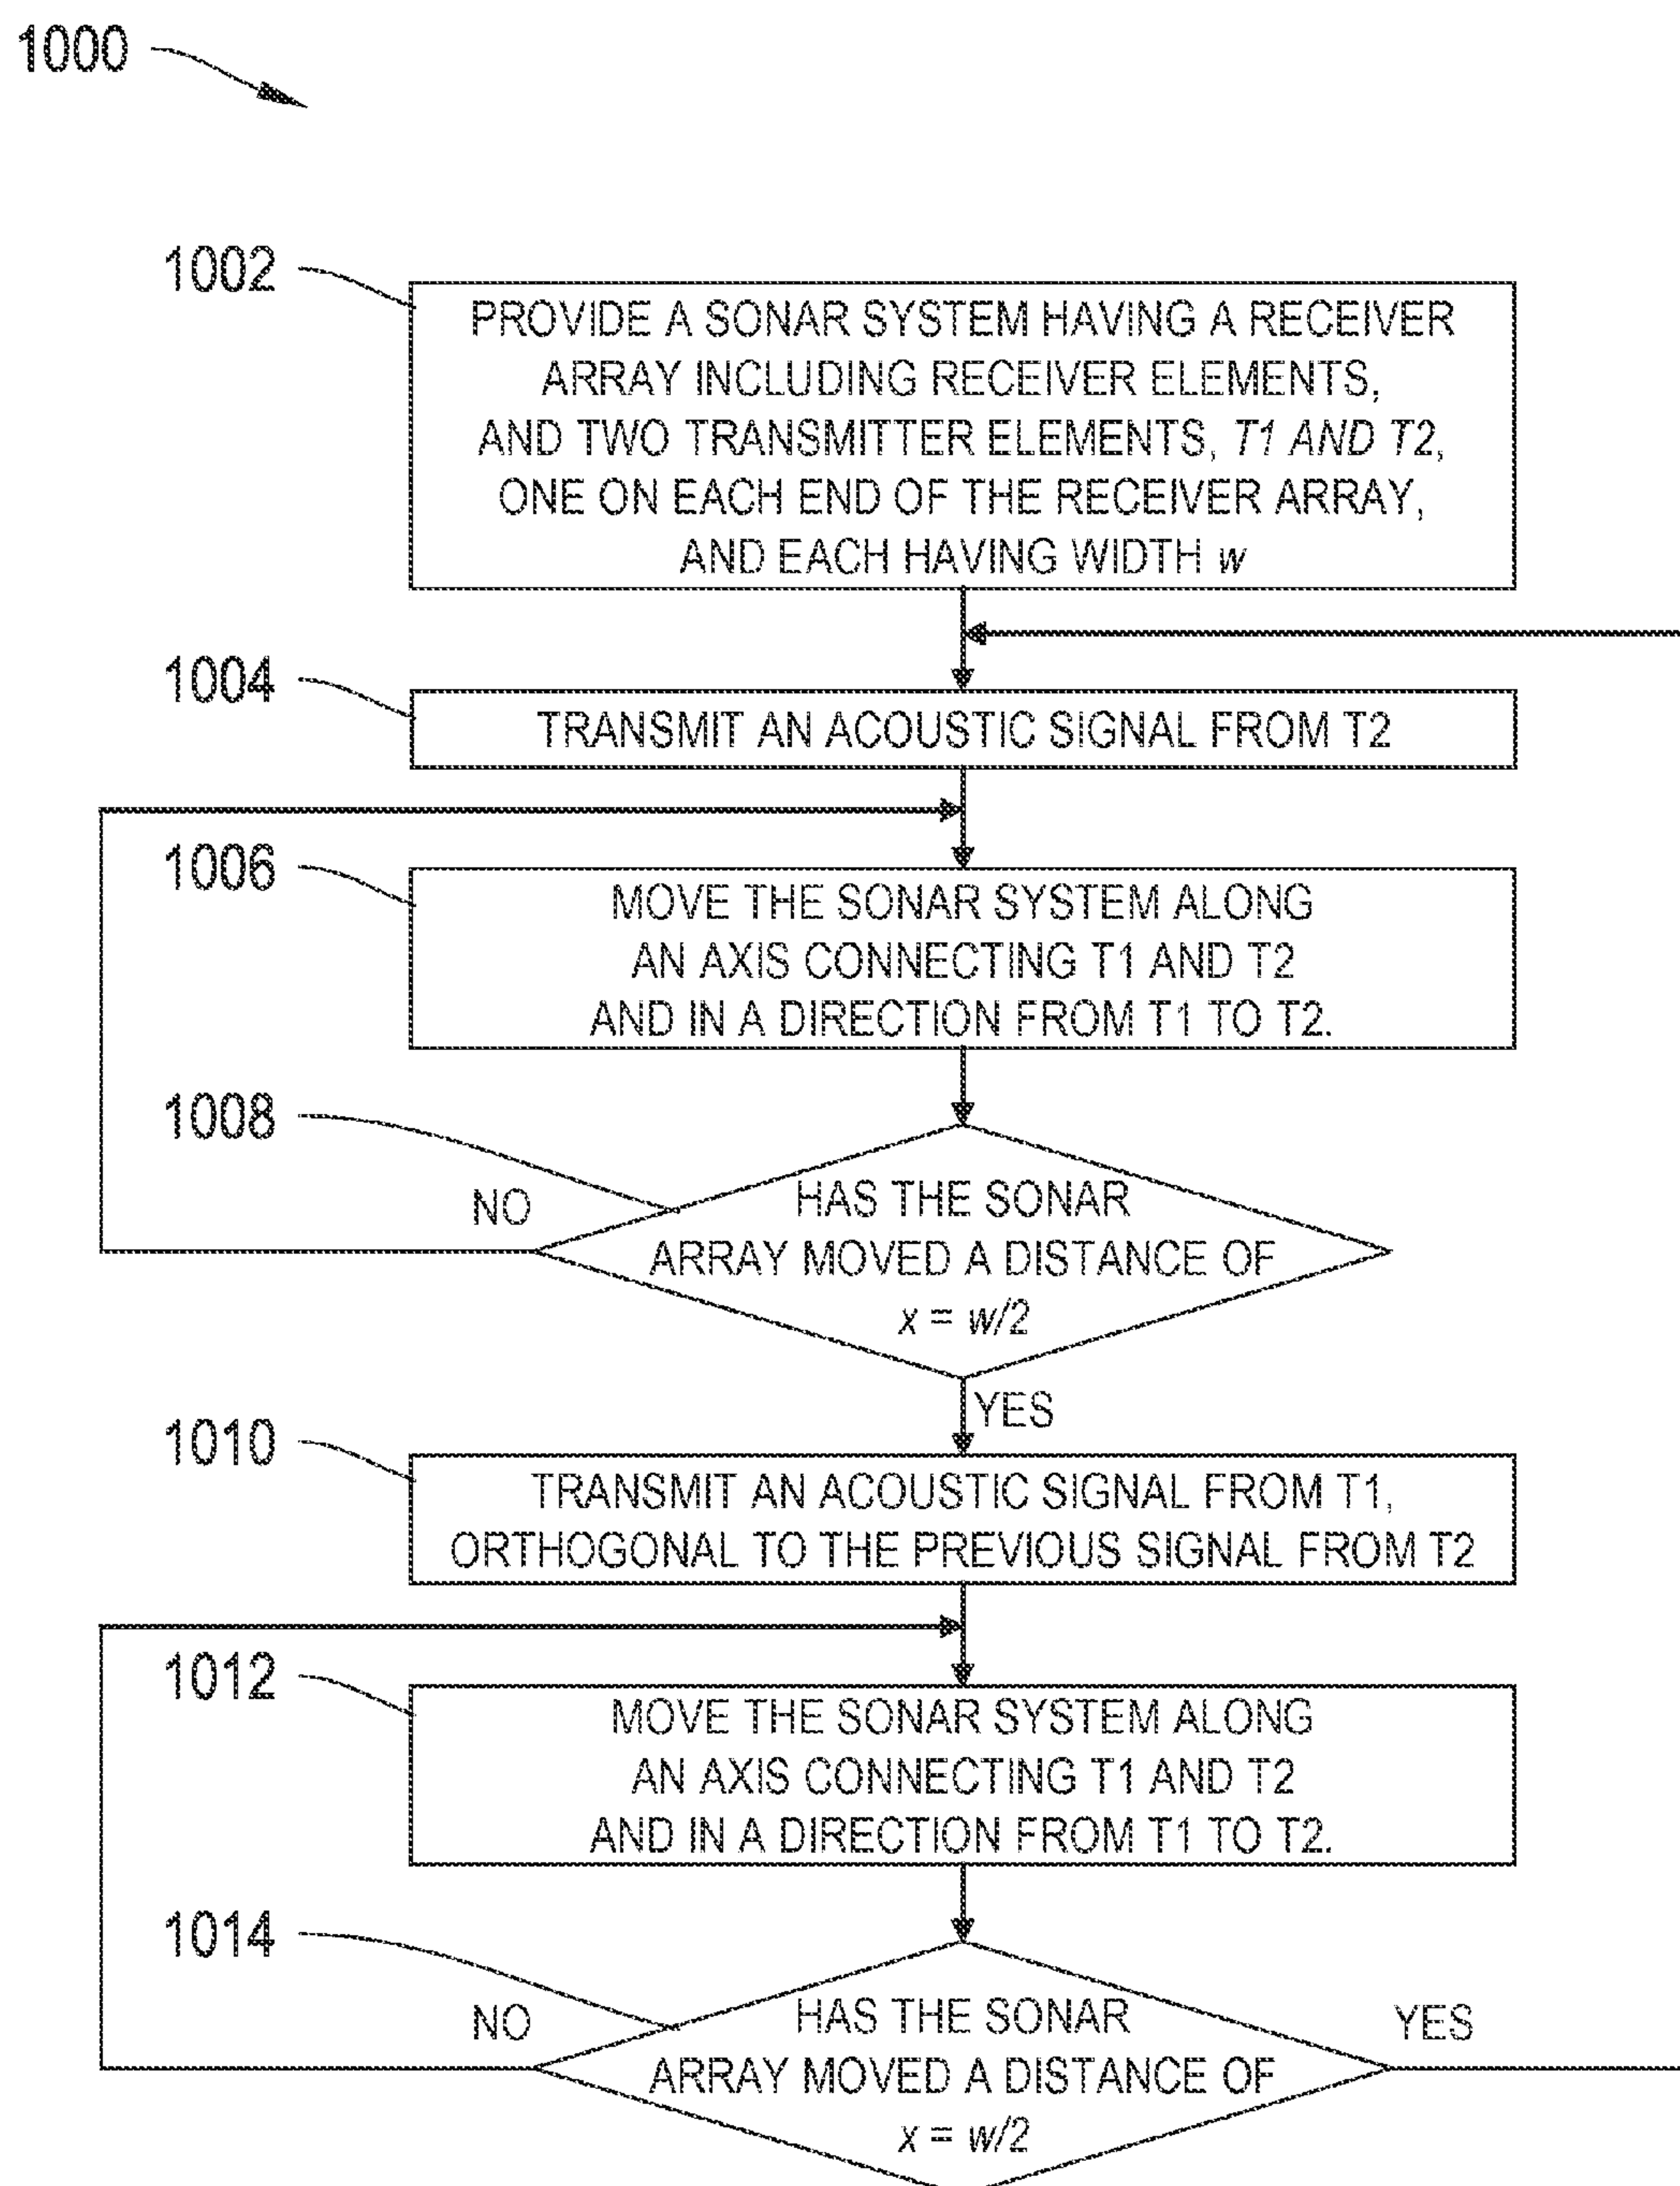 1000
1002
PROVIDE A SONAR SYSTEM HAVING A RECEIVER
ARRAY INCLUDING RECEIVER ELEMENTS,
AND TWO TRANSMITTER ELEMENTS, T1 AND T2,
ONE ON EACH END OF THE RECEIVER ARRAY,
AND EACH HAVING WIDTH w
1004
TRANSMIT AN ACOUSTIC SIGNAL FROM T2
1006
MOVE THE SONAR SYSTEM ALONG
AN AXIS CONNECTING T1 AND T2
AND IN A DIRECTION FROM T1 TO T2.
1008
NO
HAS THE SONAR
ARRAY MOVED A DISTANCE OF
x = w/2
YES
1010
TRANSMIT AN ACOUSTIC SIGNAL FROM T1,
ORTHOGONAL TO THE PREVIOUS SIGNAL FROM T2
1012
MOVE THE SONAR SYSTEM ALONG
AN AXIS CONNECTING T1 AND T2
AND IN A DIRECTION FROM T1 TO T2.
1014
NO
HAS THE SONAR
ARRAY MOVED A DISTANCE OF
x = w/2
YES